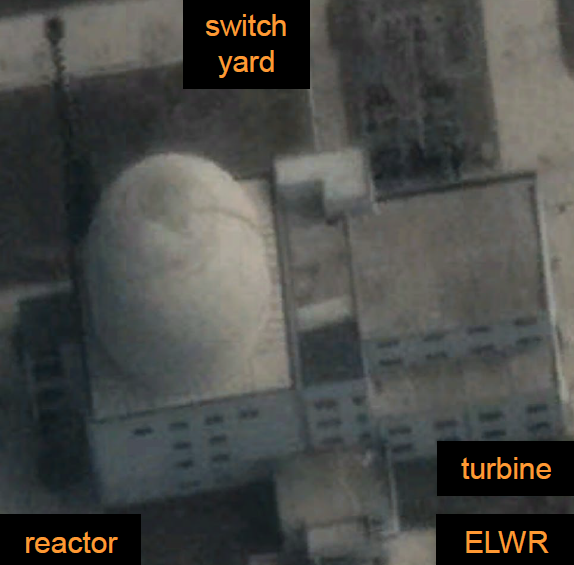 switch
yard
turbine
reactor
ELWR